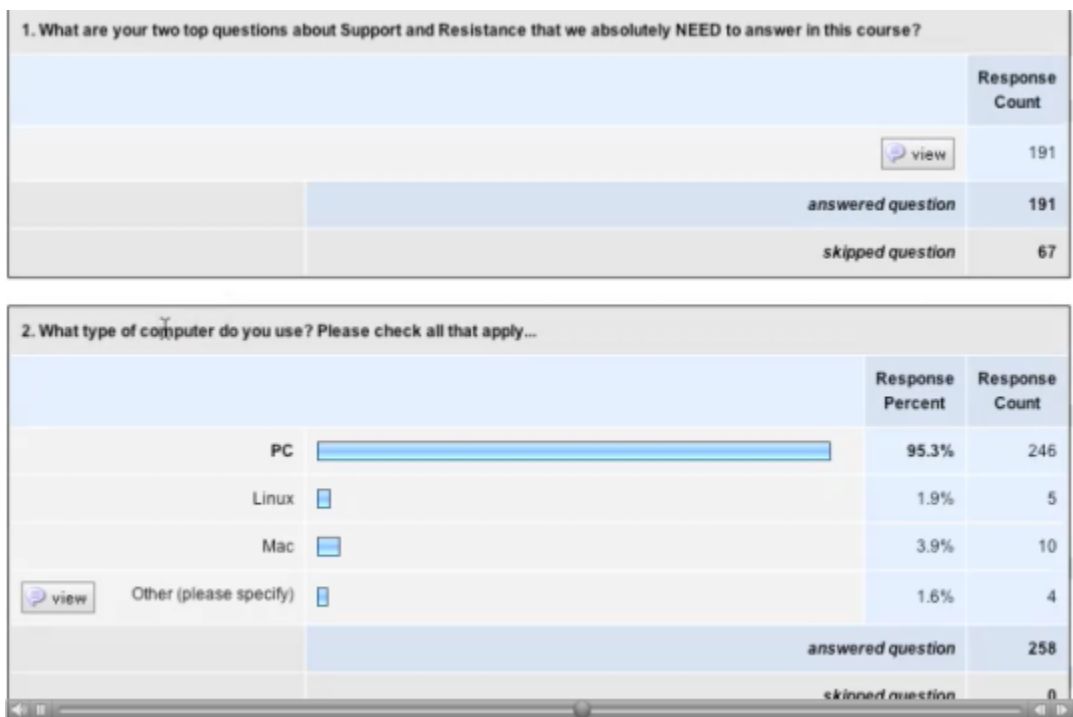 1. What are your two top questions about Support and Resistance that we absolutely NEED to answer in this course?
Response
Count
view 191
answered question 191
skipped question 67
2. What type of computer do you use? Please check all that apply...
Response Response
Percent Count
PC 95.3% 246
Linux 1.9% 5
Mac 3.9% 10
view Other (please specify) 1.6% 4
answered question 258
skipped question 0